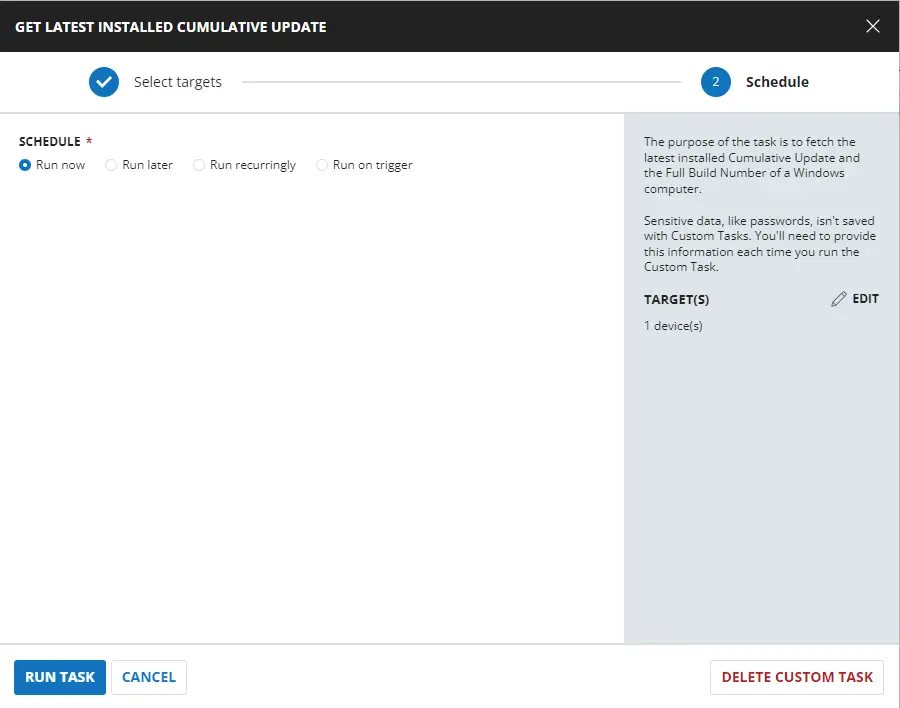 GET LATEST INSTALLED CUMULATIVE UPDATE
Select targets
2
Schedule
SCHEDULE *
Run now
Run later
Run recurringly
Run on trigger
The purpose of the task is to fetch the
latest installed Cumulative Update and
the Full Build Number of a Windows
computer.
Sensitive data, like passwords, isn't saved
with Custom Tasks. You'll need to provide
this information each time you run the
Custom Task.
TARGET(S)
EDIT
1 device(s)
RUN TASK
CANCEL
DELETE CUSTOM TASK